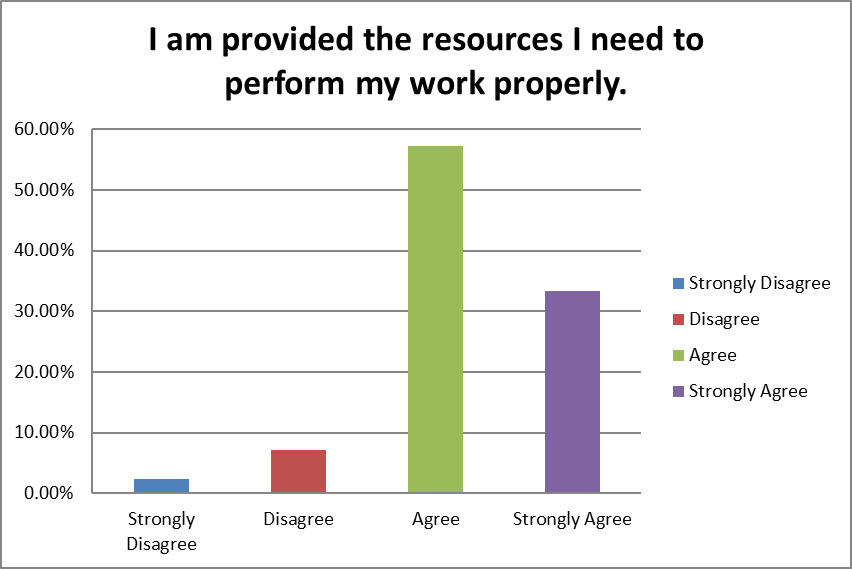 I am provided the resources I need to
perform my work properly.
60.00%
50.00%
40.00%
30.00%
20.00%
10.00%
0.00%
Strongly
Disagree
Disagree
Agree
Strongly Agree
Strongly Disagree
Disagree
Agree
Strongly Agree